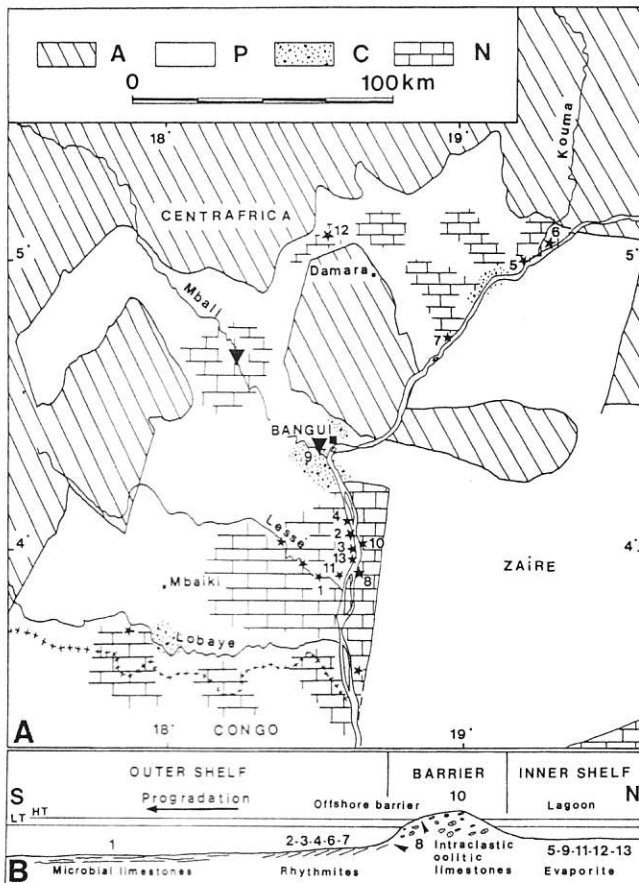 A P C N
0 100km
18° 19°
Kouma
CENTRAFRICA
12
6
5° 5 5°
Damara
Mbali
7
BANGUI
9
4
Lesse
2
3 10
4° 13 4°
ZAIRE
11
Mbaiki 8
1
Lobaye
A 18° CONGO 19°
OUTER SHELF BARRIER INNER SHELF
S Progradation Offshore barrier 10 Lagoon N
LT HT
1 2-3-4-6-7 8 Intraclastic 5-9-11-12-13
oolitic
B Microbial limestones Rhythmites limestones Evaporite